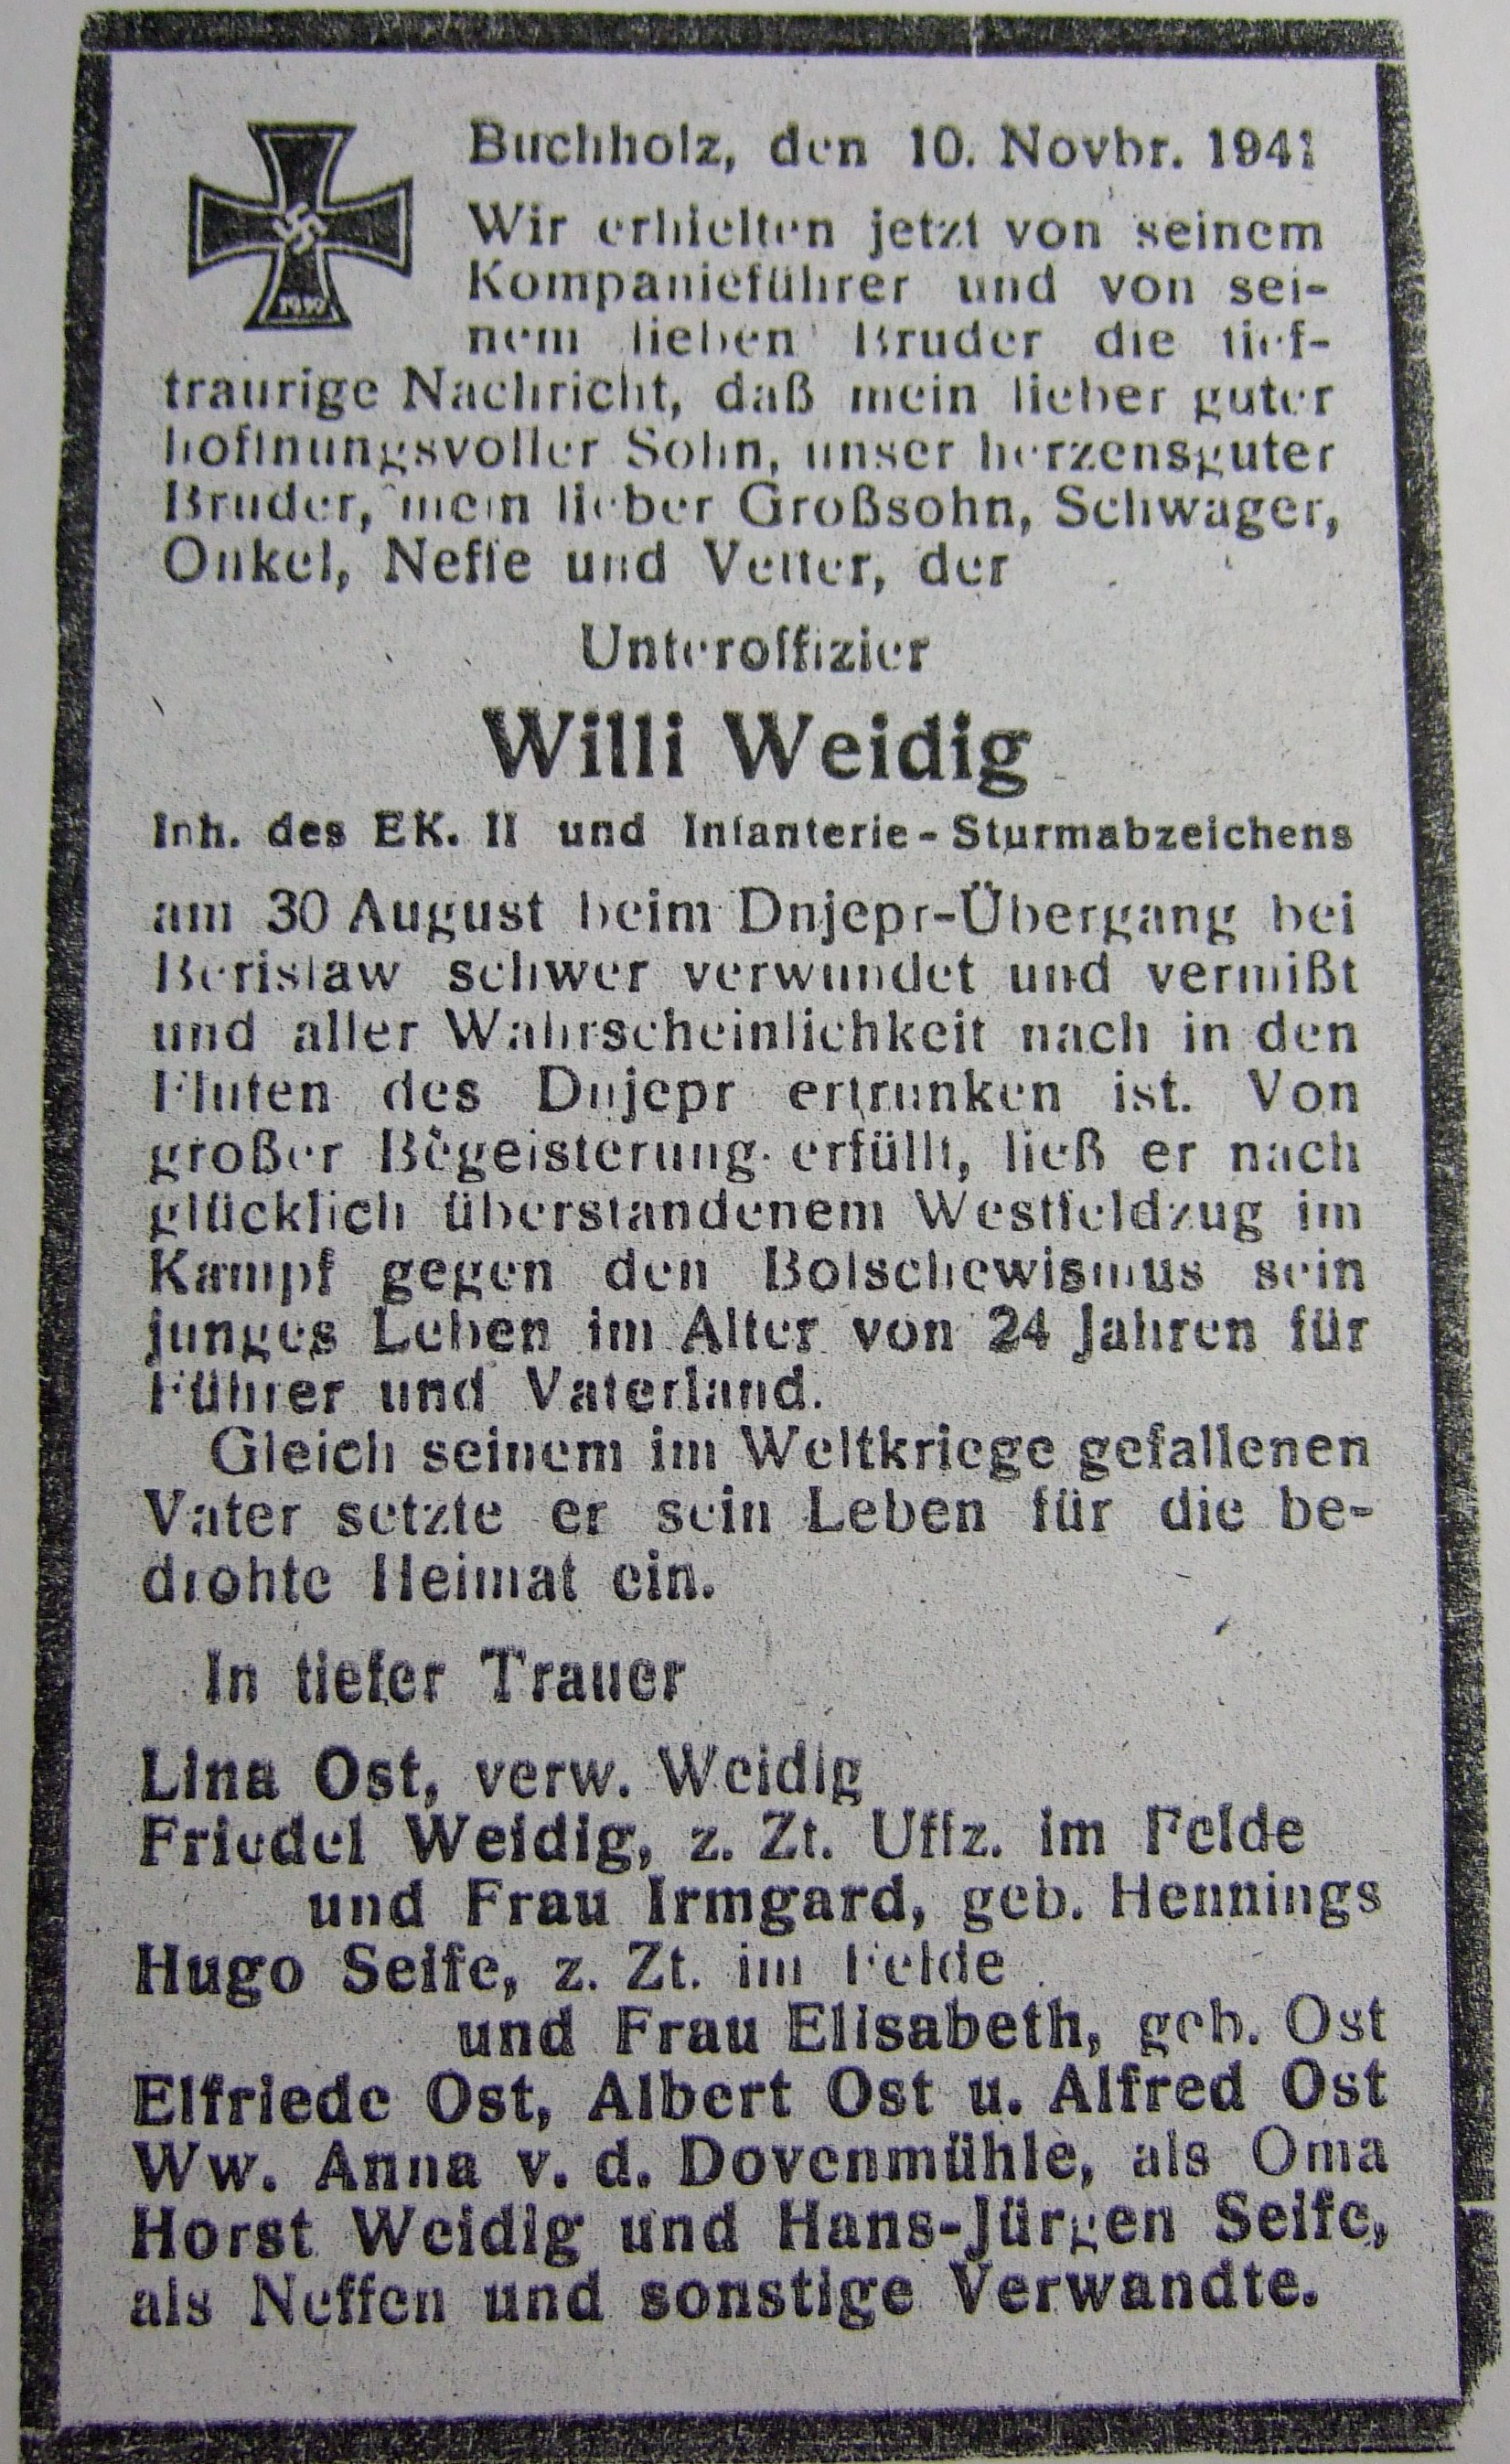 Buchholz, den 10. Novbr. 1941
Wir erhielten jetzt von seinem
Kompanieführer und von sei-
nem lieben Bruder die tief-
traurige Nachricht, daß mein lieber guter
hoffnungsvoller Sohn, unser herzensguter
Bruder, mein lieber Großsohn, Schwager,
Onkel, Neffe und Vetter, der
Unteroffizier
Willi Weidig
Inh. des EK. II und Infanterie-Sturmabzeichens
am 30 August beim Dnjepr-Übergang bei
Berislaw schwer verwundet und vermißt
und aller Wahrscheinlichkeit nach in den
Fluten des Dnjepr ertrunken ist. Von
großer Begeisterung erfüllt, ließ er nach
glücklich überstandenem Westfeldzug im
Kampf gegen den Bolschewismus sein
junges Leben im Alter von 24 Jahren für
Führer und Vaterland.
Gleich seinem im Weltkriege gefallenen
Vater setzte er sein Leben für die be-
drohte Heimat ein.
In tiefer Trauer
Lina Ost, verw. Weidig
Friedel Weidig, z. Zt. Uffz. im Felde
und Frau Irmgard, geb. Hennings
Hugo Seife, z. Zt. im Felde
und Frau Elisabeth, geb. Ost
Elfriede Ost, Albert Ost u. Alfred Ost
Ww. Anna v. d. Dovenmühle, als Oma
Horst Weidig und Hans-Jürgen Seife,
als Neffen und sonstige Verwandte.